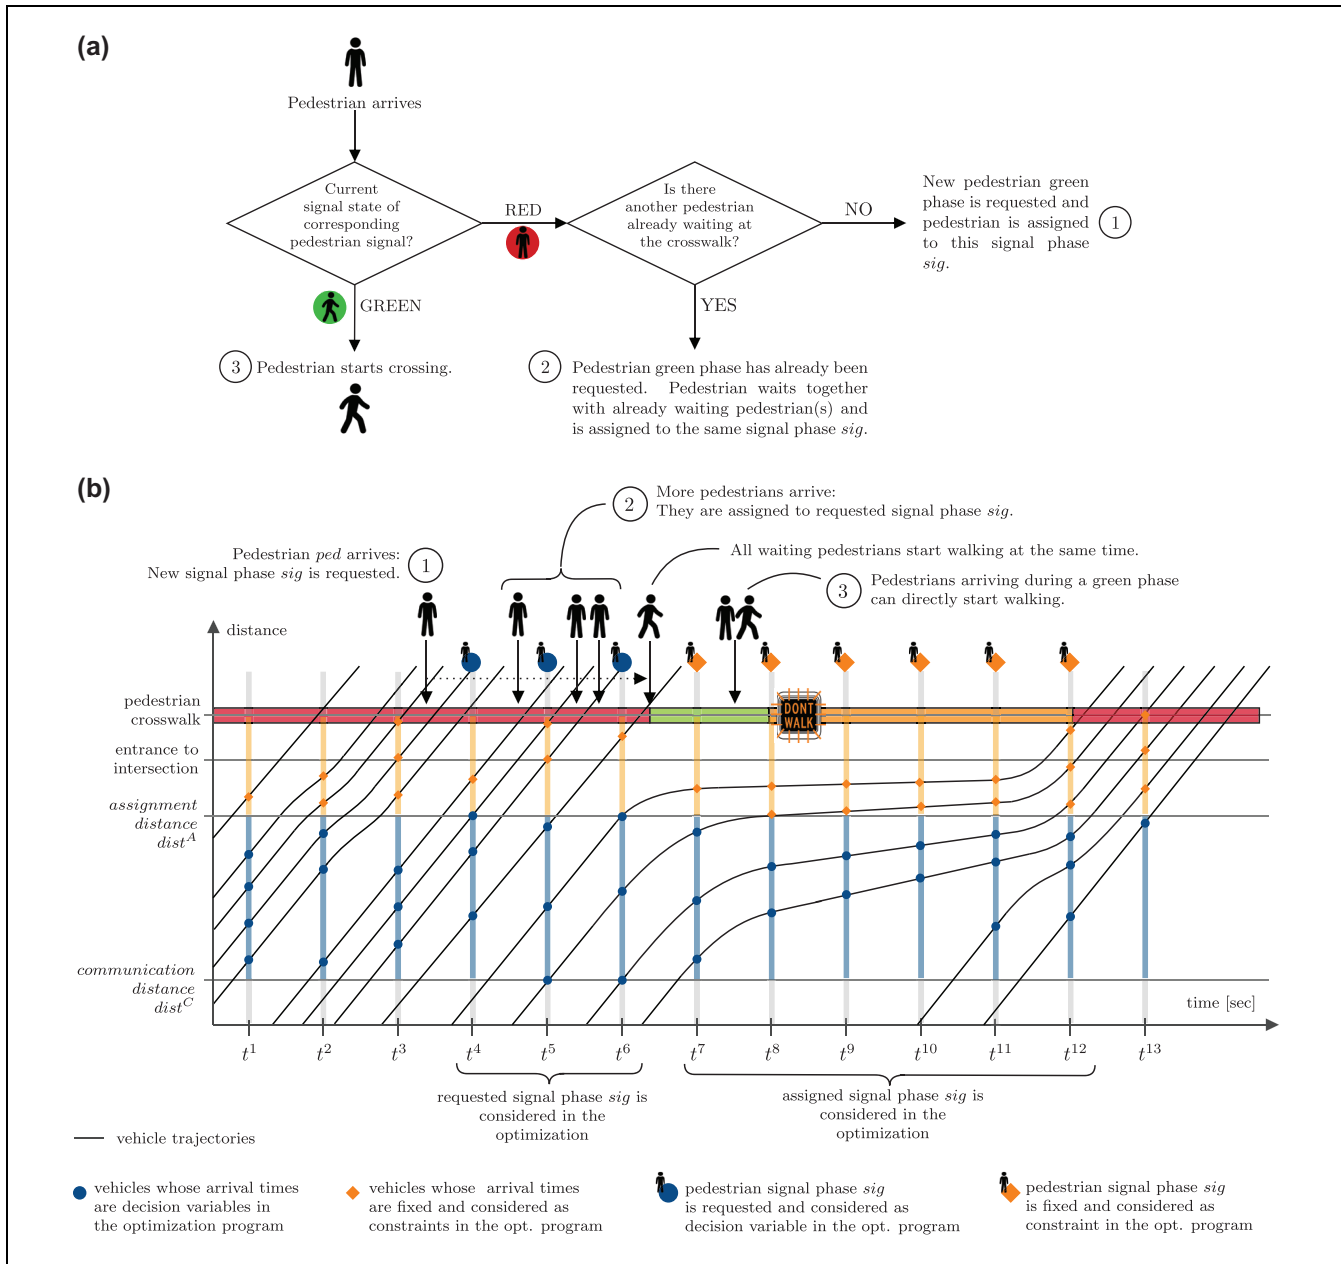 (a)
Pedestrian arrives
Current
signal state of
corresponding
pedestrian signal?
RED
Is there
another pedestrian
already waiting at
the crosswalk?
NO
New pedestrian green
phase is requested and
pedestrian is assigned
to this signal phase
sig.
1
GREEN
YES
3 Pedestrian starts crossing.
2 Pedestrian green phase has already been
requested. Pedestrian waits together
with already waiting pedestrian(s) and
is assigned to the same signal phase sig.
(b)
2 More pedestrians arrive:
They are assigned to requested signal phase sig.
Pedestrian ped arrives:
New signal phase sig is requested.
1
All waiting pedestrians start walking at the same time.
3 Pedestrians arriving during a green phase
can directly start walking.
distance
pedestrian
crosswalk
DONT
WALK
entrance to
intersection
assignment
distance
dist^A
communication
distance
dist^C
time [sec]
t^1 t^2 t^3 t^4 t^5 t^6 t^7 t^8 t^9 t^10 t^11 t^12 t^13
requested signal phase sig is
considered in the
optimization
assigned signal phase sig is
considered in the
optimization
vehicle trajectories
vehicles whose arrival times
are decision variables in
the optimization program
vehicles whose arrival times
are fixed and considered as
constraints in the opt. program
pedestrian signal phase sig
is requested and considered as
decision variable in the opt. program
pedestrian signal phase sig
is fixed and considered as
constraint in the opt. program